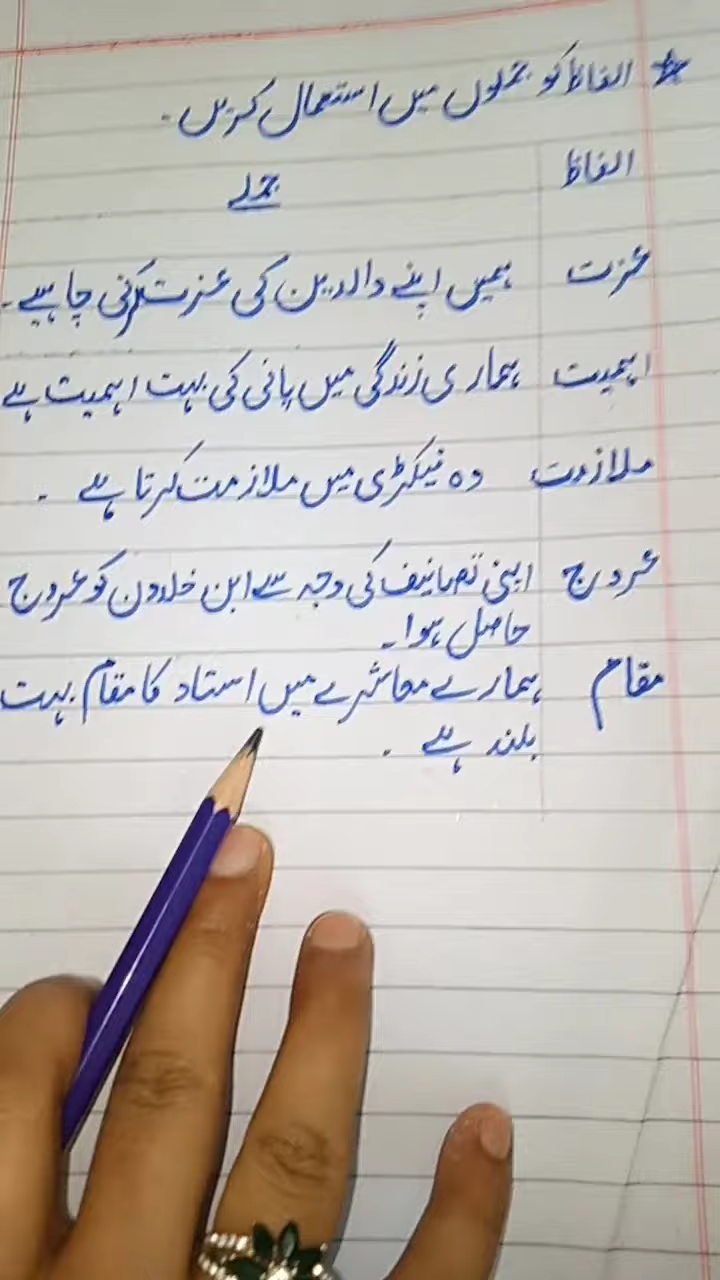 ☆ الفاظ کو جملوں میں استعمال کریں۔
الفاظ جملے
عزت ہمیں اپنے والدین کی عزت کرنی چاہیے۔
اہمیت ہماری زندگی میں پانی کی بہت اہمیت ہے
ملازمت وہ فیکڑی میں ملازمت کرتا ہے ۔
عروج اپنی تصانیف کی وجہ سے ابن خلدون کو عروج
حاصل ہوا۔
مقام ہمارے معاشرے میں استاد کا مقام بہت
بلند ہے ۔